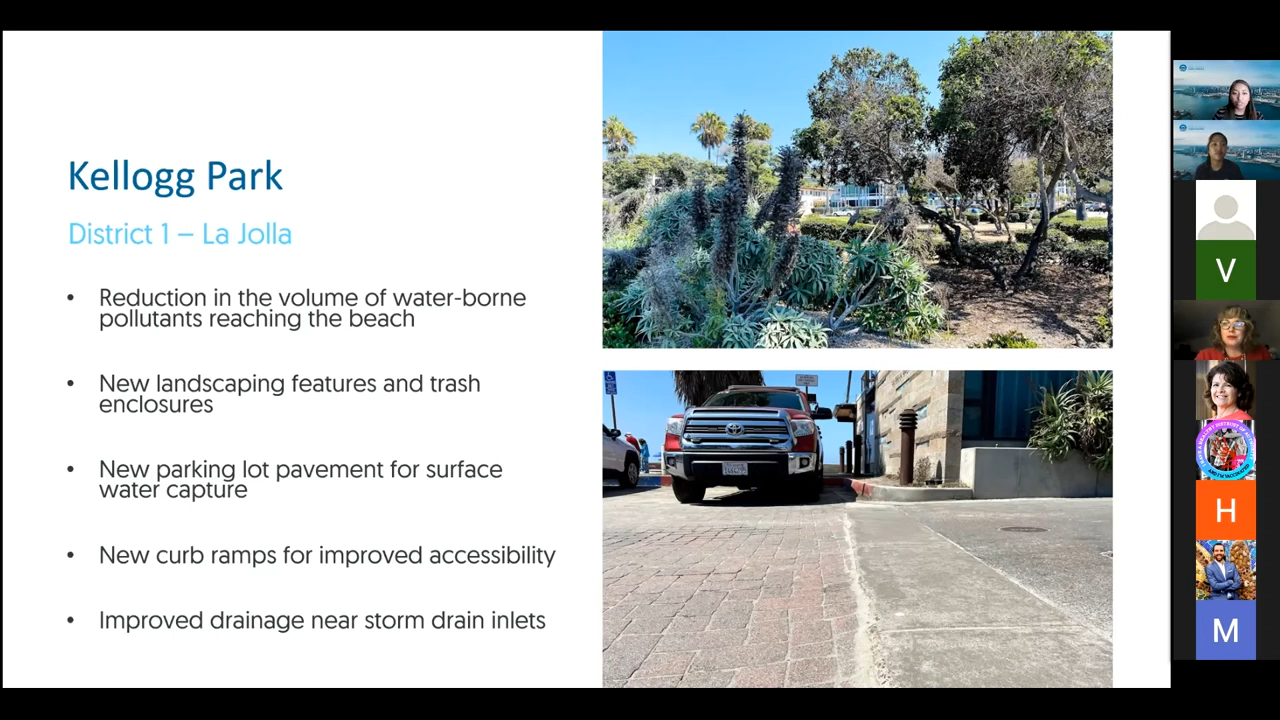 Kellogg Park
District 1 – La Jolla
• Reduction in the volume of water-borne
pollutants reaching the beach
• New landscaping features and trash
enclosures
• New parking lot pavement for surface
water capture
• New curb ramps for improved accessibility
• Improved drainage near storm drain inlets
V
H
M